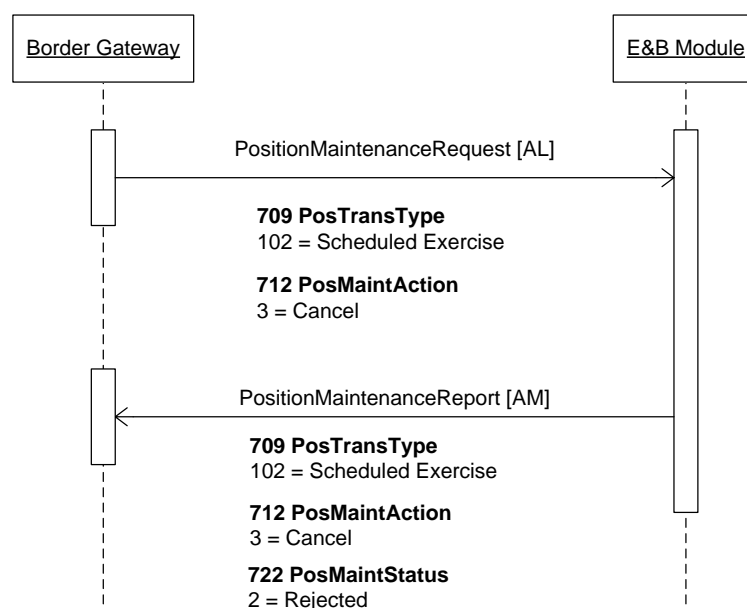 Border Gateway
E&B Module
PositionMaintenanceRequest [AL]
709 PosTransType
102 = Scheduled Exercise
712 PosMaintAction
3 = Cancel
PositionMaintenanceReport [AM]
709 PosTransType
102 = Scheduled Exercise
712 PosMaintAction
3 = Cancel
722 PosMaintStatus
2 = Rejected